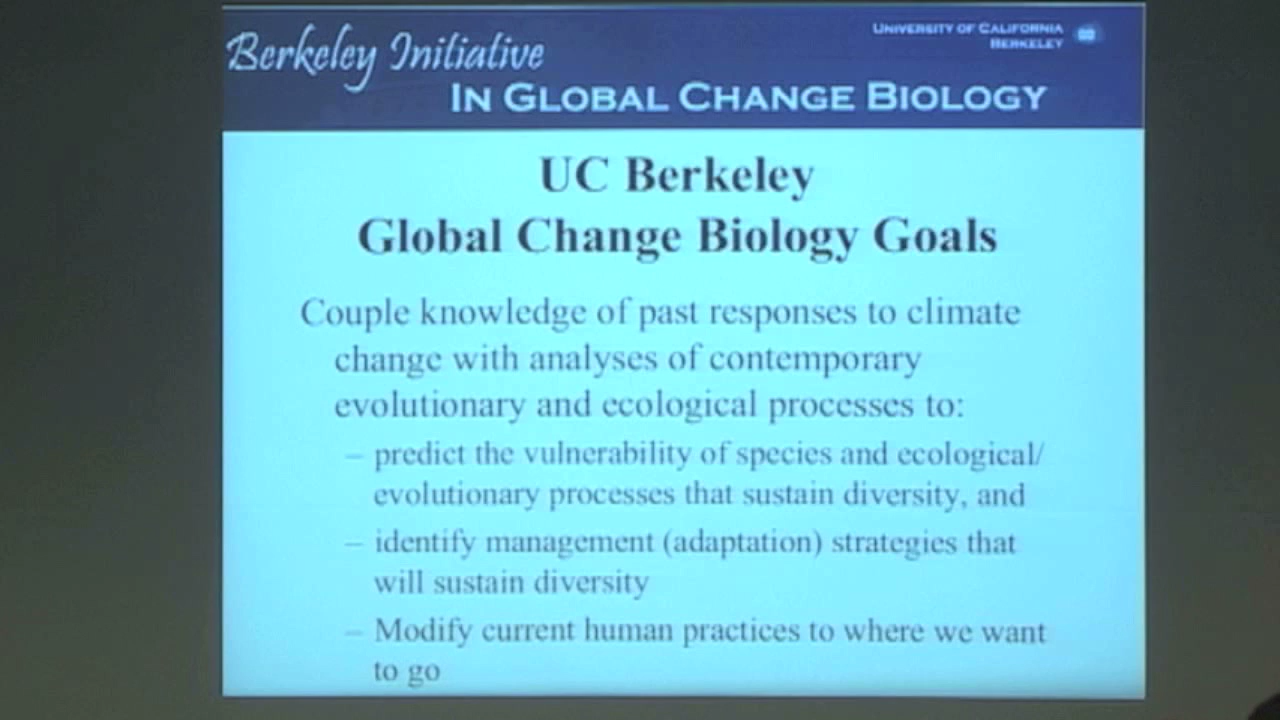 Berkeley Initiative
UNIVERSITY OF CALIFORNIA
BERKELEY
IN GLOBAL CHANGE BIOLOGY
UC Berkeley
Global Change Biology Goals
Couple knowledge of past responses to climate
change with analyses of contemporary
evolutionary and ecological processes to:
– predict the vulnerability of species and ecological/
evolutionary processes that sustain diversity, and
– identify management (adaptation) strategies that
will sustain diversity
– Modify current human practices to where we want
to go